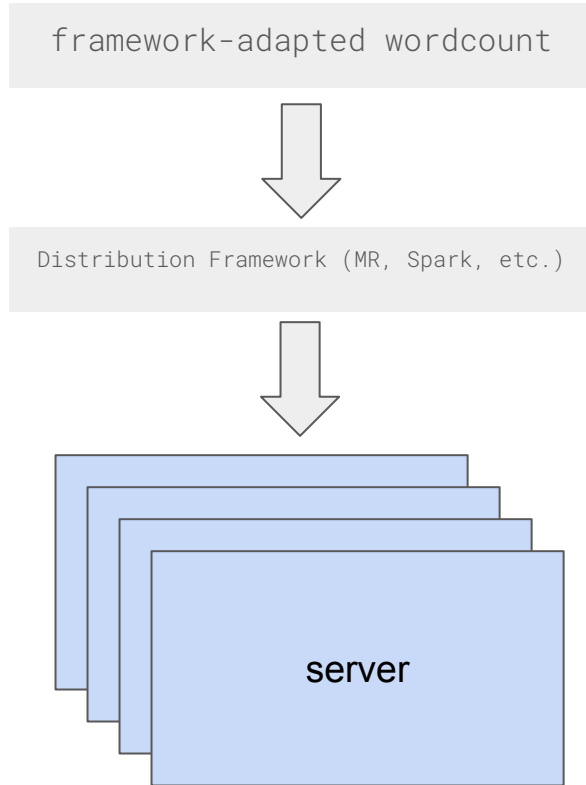 framework-adapted wordcount
Distribution Framework (MR, Spark, etc.)
server